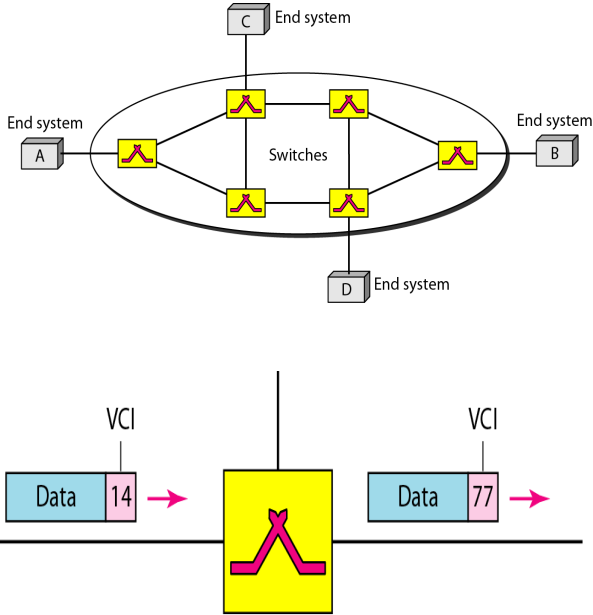 C End system
End system
A
Switches
End system
B
D End system
VCI
VCI
Data 14
Data 77